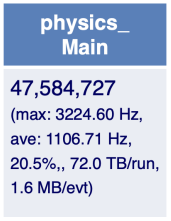 physics_
Main
47,584,727
(max: 3224.60 Hz,
ave: 1106.71 Hz,
20.5%,, 72.0 TB/run,
1.6 MB/evt)